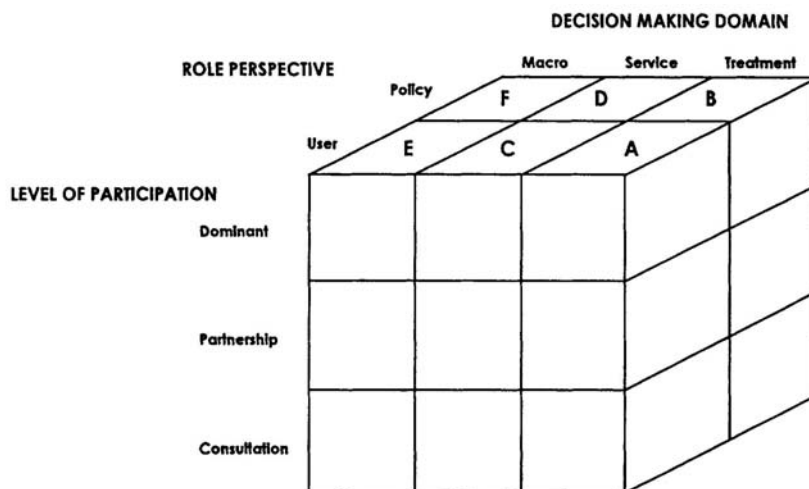 DECISION MAKING DOMAIN
ROLE PERSPECTIVE
Macro Service Treatment
Policy F D B
User E C A
LEVEL OF PARTICIPATION
Dominant
Partnership
Consultation